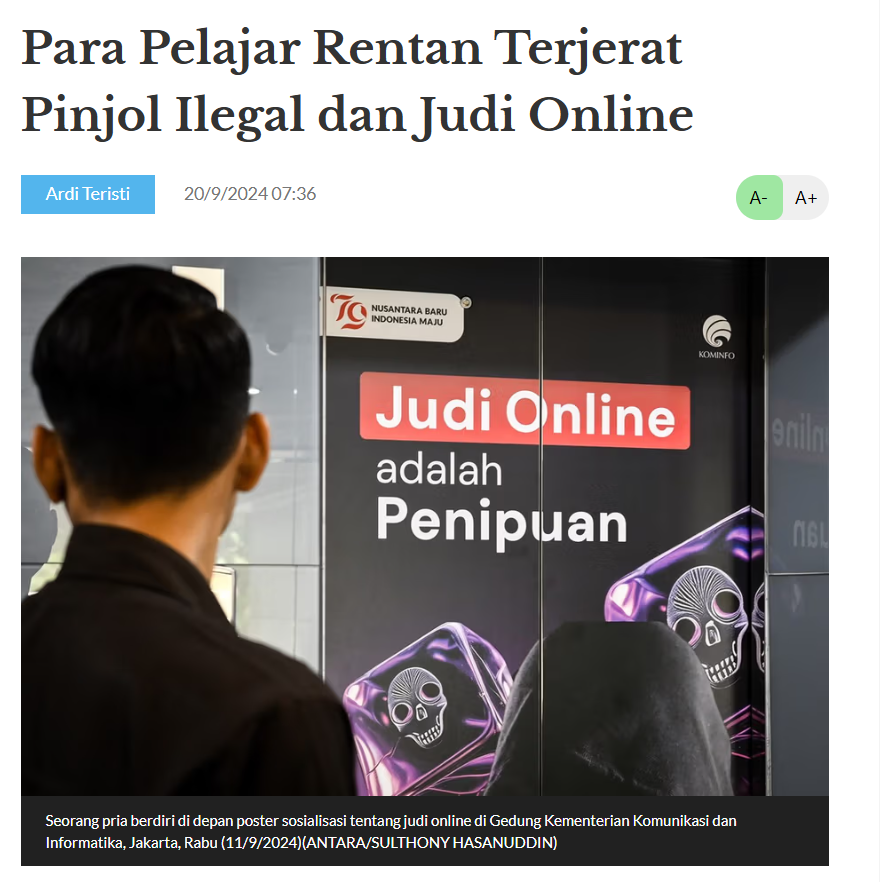 Para Pelajar Rentan Terjerat
Pinjol Ilegal dan Judi Online
Ardi Teristi
20/9/2024 07:36
A-
A+
79
NUSANTARA BARU
INDONESIA MAJU
KOMINFO
Judi Online
adalah
Penipuan
Seorang pria berdiri di depan poster sosialisasi tentang judi online di Gedung Kementerian Komunikasi dan
Informatika, Jakarta, Rabu (11/9/2024)(ANTARA/SULTHONY HASANUDDIN)